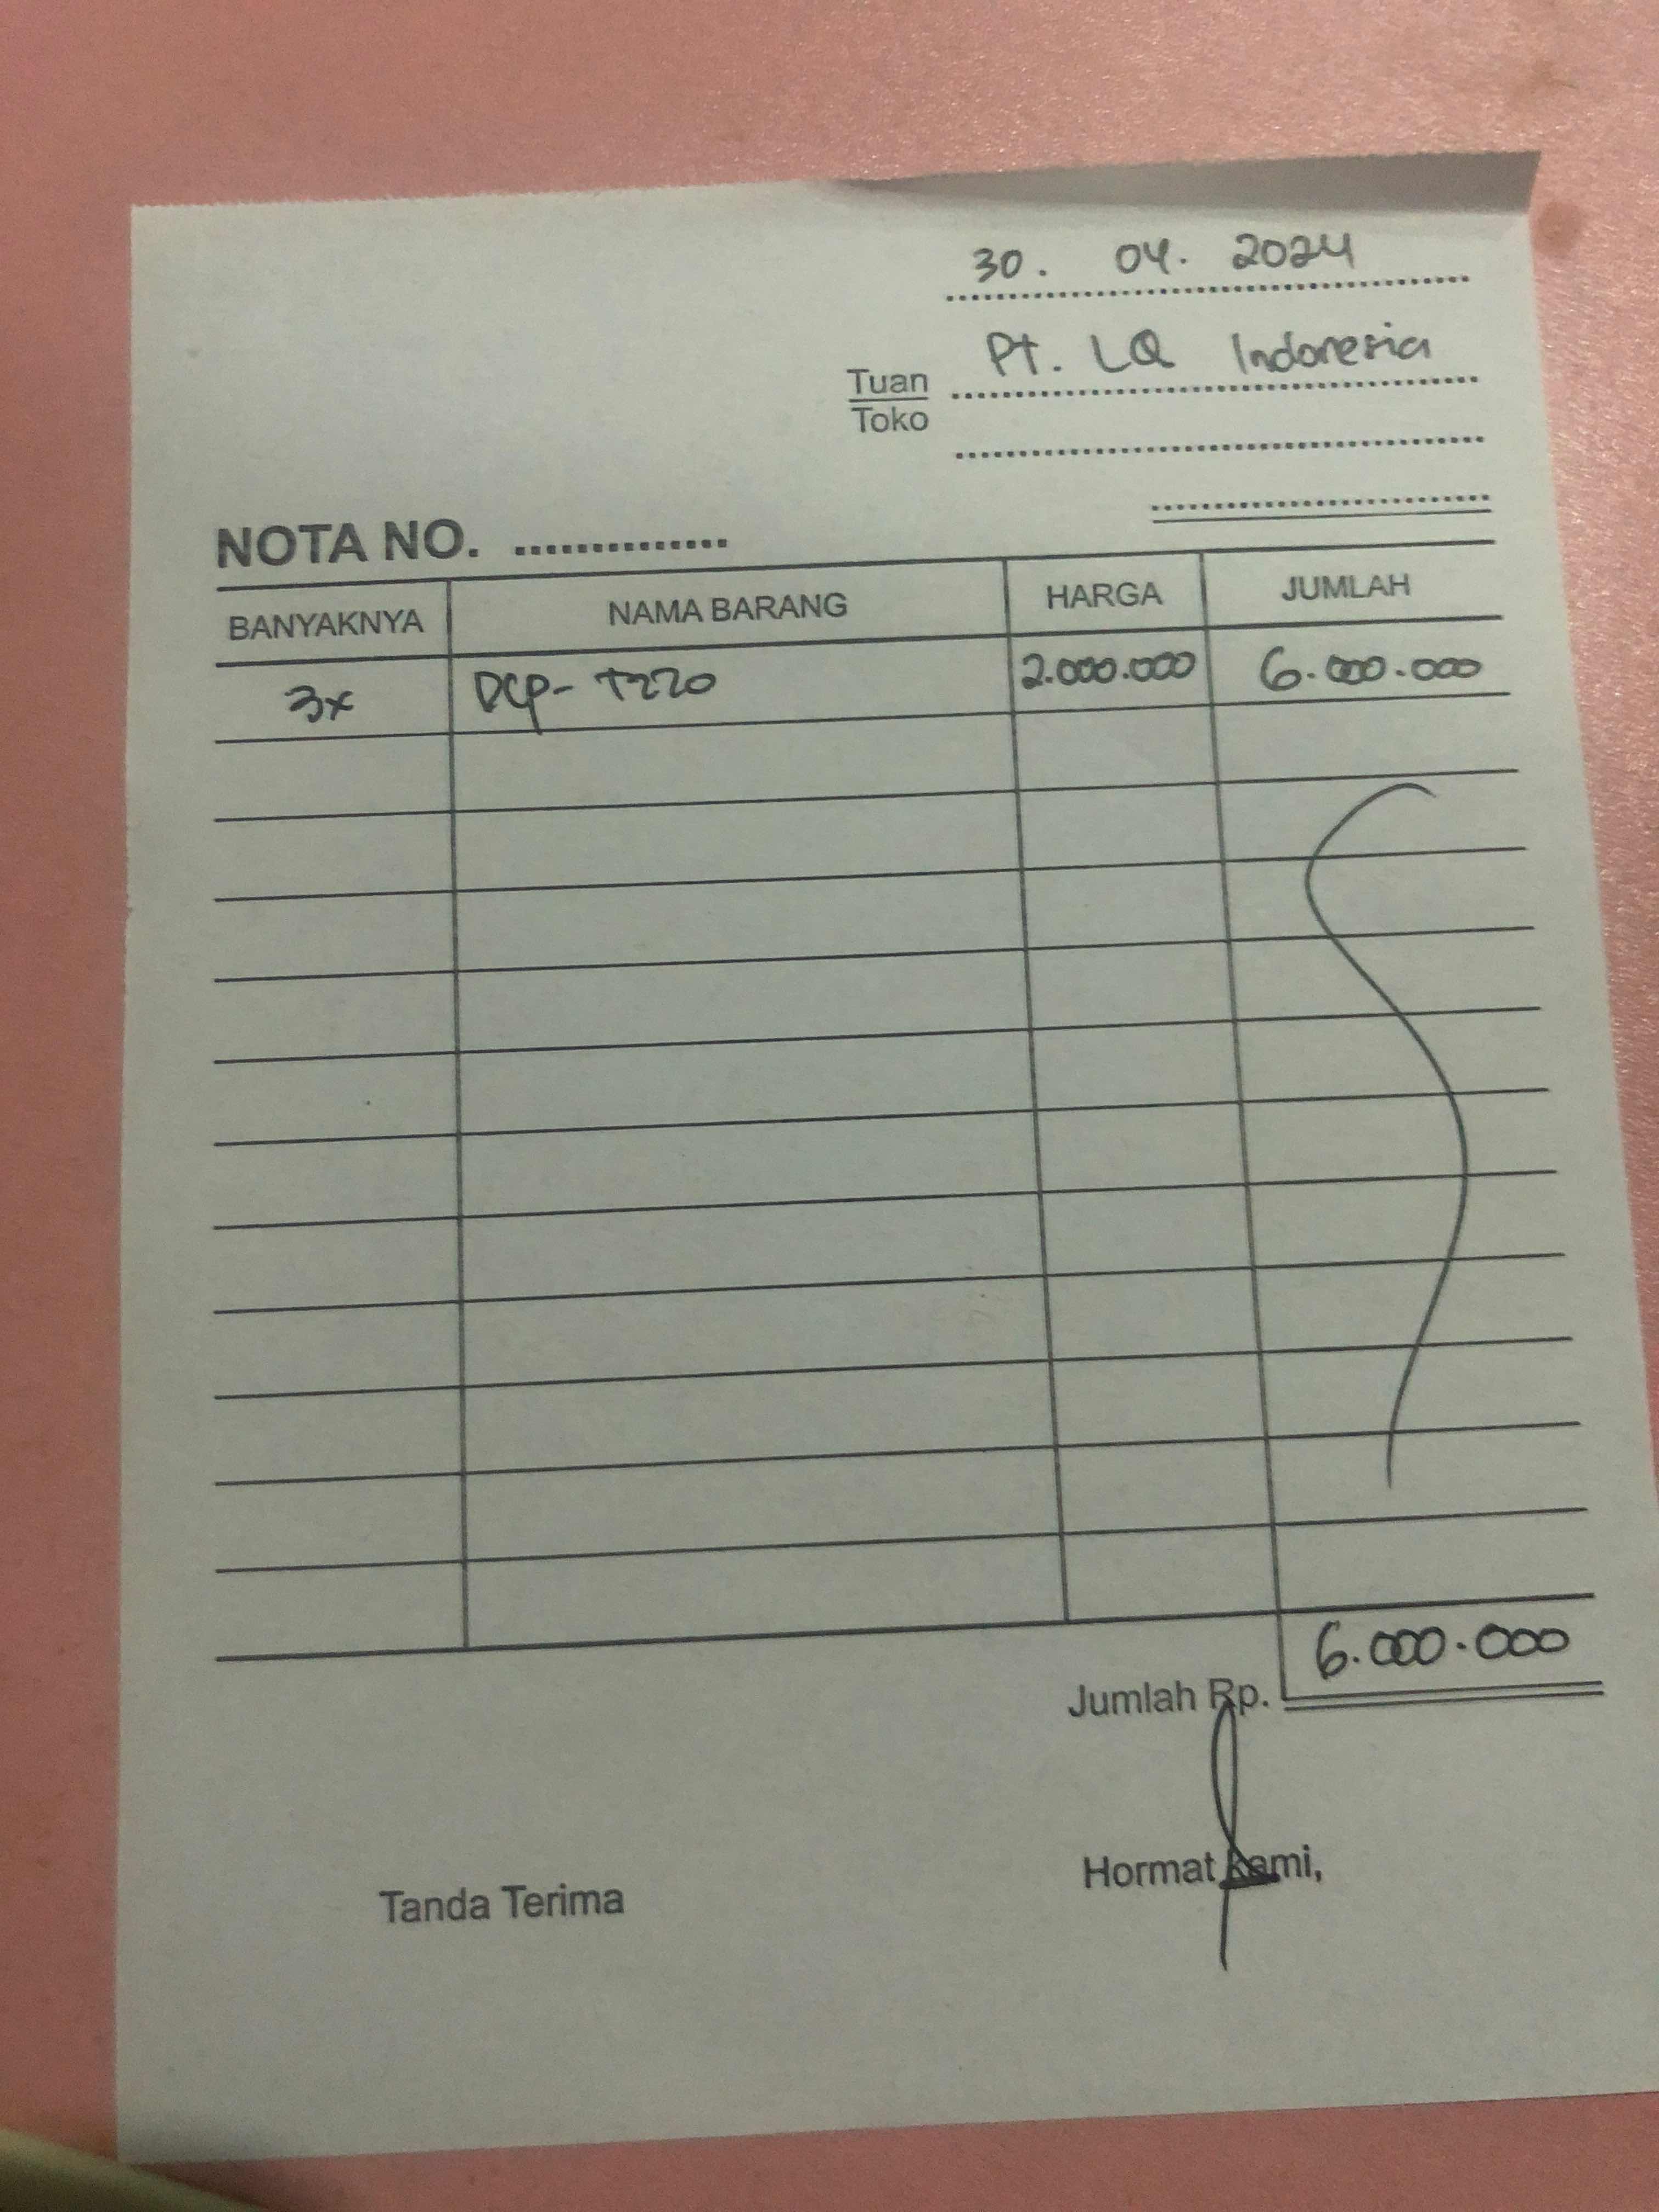 30. 04. 2024
Tuan
Toko
Pt. LQ Indonesia
NOTA NO. ..............
BANYAKNYA NAMA BARANG HARGA JUMLAH
3x DCP- T220 2.000.000 6.000.000
Jumlah Rp. 6.000.000
Tanda Terima Hormat kami,